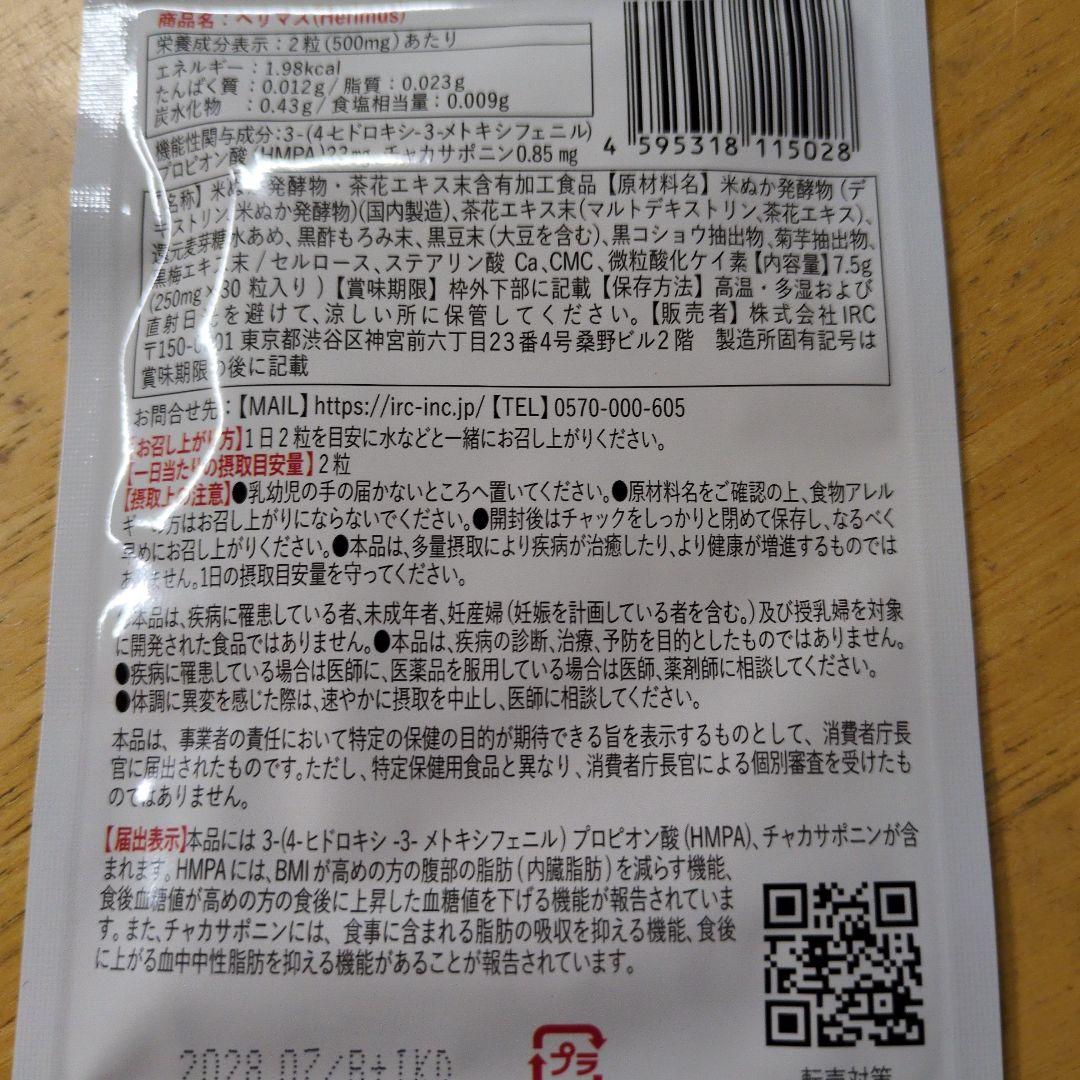 商品名：ヘリマス(Herimus)
栄養成分表示：2粒(500mg)あたり
エネルギー：1.98kcal
たんぱく質：0.012g/脂質：0.023g
炭水化物：0.43g/食塩相当量：0.009g
機能性関与成分:3-(4-ヒドロキシ-3-メトキシフェニル)
プロピオン酸(HMPA)23mg、チャカサポニン0.85mg
4 595318 115028
【名称】米ぬか発酵物・茶花エキス末含有加工食品【原材料名】米ぬか発酵物(デ
キストリン、米ぬか発酵物)(国内製造)、茶花エキス末(マルトデキストリン、茶花エキス)、
還元麦芽糖水あめ、黒酢もろみ末、黒豆末(大豆を含む)、黒コショウ抽出物、菊芋抽出物、
黒梅エキス末/セルロース、ステアリン酸Ca、CMC、微粒酸化ケイ素【内容量】7.5g
(250mg×30粒入り)【賞味期限】枠外下部に記載【保存方法】高温・多湿および
直射日光を避けて、涼しい所に保管してください。【販売者】株式会社IRC
〒150-0001 東京都渋谷区神宮前六丁目23番4号桑野ビル2階 製造所固有記号は
賞味期限の後に記載
お問合せ先：【MAIL】https://irc-inc.jp/【TEL】0570-000-605
【お召し上がり方】1日2粒を目安に水などと一緒にお召し上がりください。
【一日当たりの摂取目安量】2粒
【摂取上の注意】●乳幼児の手の届かないところへ置いてください。●原材料名をご確認の上、食物アレル
ギーの方はお召し上がりにならないでください。●開封後はチャックをしっかりと閉めて保存し、なるべく
早めにお召し上がりください。●本品は、多量摂取により疾病が治癒したり、より健康が増進するものでは
ありません。1日の摂取目安量を守ってください。
●本品は、疾病に罹患している者、未成年者、妊産婦(妊娠を計画している者を含む。)及び授乳婦を対象
に開発された食品ではありません。●本品は、疾病の診断、治療、予防を目的としたものではありません。
●疾病に罹患している場合は医師に、医薬品を服用している場合は医師、薬剤師に相談してください。
●体調に異変を感じた際は、速やかに摂取を中止し、医師に相談してください。
本品は、事業者の責任において特定の保健の目的が期待できる旨を表示するものとして、消費者庁長
官に届出されたものです。ただし、特定保健用食品と異なり、消費者庁長官による個別審査を受けたも
のではありません。
【届出表示】本品には3-(4-ヒドロキシ-3-メトキシフェニル)プロピオン酸(HMPA)、チャカサポニンが含
まれます。HMPAには、BMIが高めの方の腹部の脂肪(内臓脂肪)を減らす機能、
食後血糖値が高めの方の食後に上昇した血糖値を下げる機能が報告されていま
す。また、チャカサポニンには、食事に含まれる脂肪の吸収を抑える機能、食後
に上がる血中中性脂肪を抑える機能があることが報告されています。
プラ
転売対策
2028.07/R+IKD